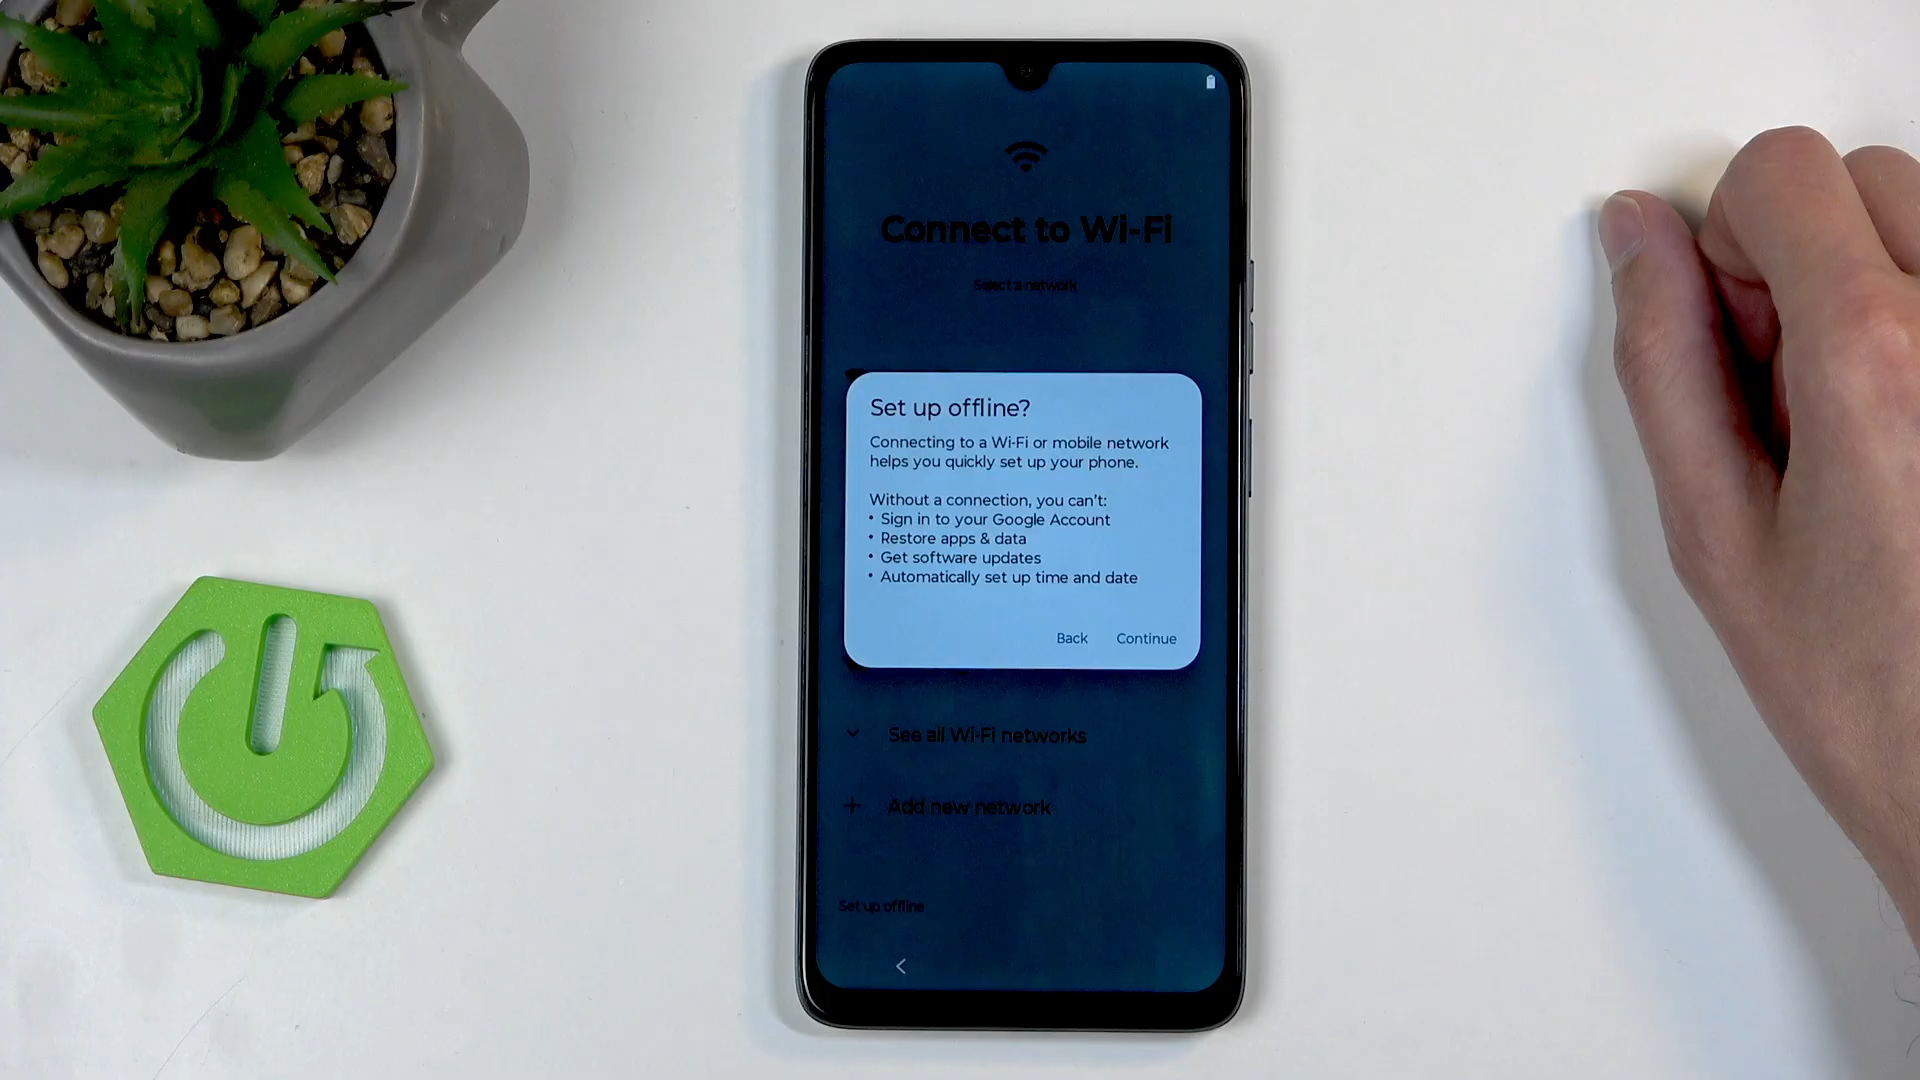 Connect to Wi-Fi
Select a network
Set up offline?
Connecting to a Wi-Fi or mobile network
helps you quickly set up your phone.
Without a connection, you can't:
• Sign in to your Google Account
• Restore apps & data
• Get software updates
• Automatically set up time and date
Back Continue
See all Wi-Fi networks
Add new network
Set up offline